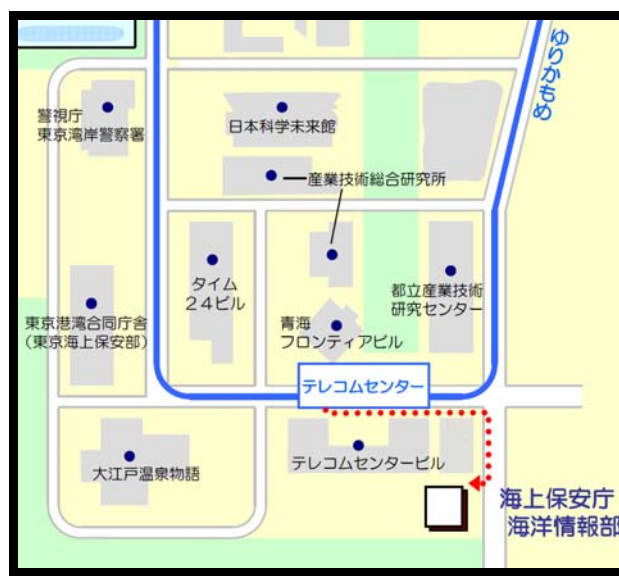 ゆりかもめ
警視庁
東京湾岸警察署
日本科学未来館
産業技術総合研究所
タイム
24ビル
都立産業技術
研究センター
東京港湾合同庁舎
（東京海上保安部）
青海
フロンティアビル
テレコムセンター
大江戸温泉物語
テレコムセンタービル
海上保安庁
海洋情報部